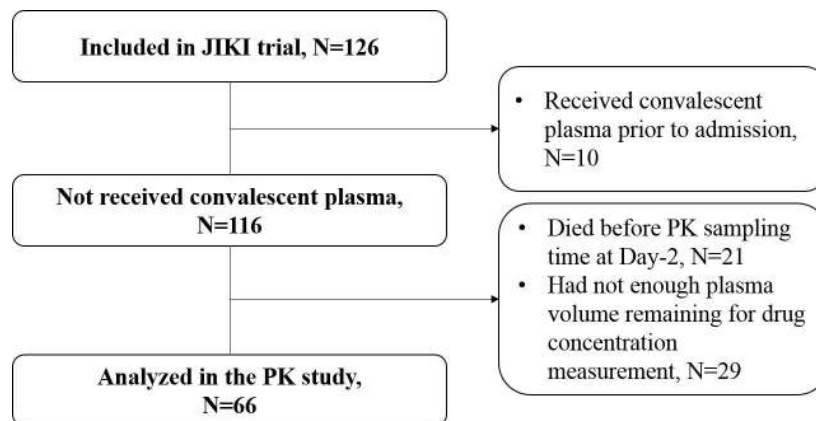 Included in JIKI trial, N=126
• Received convalescent
plasma prior to admission,
N=10
Not received convalescent plasma,
N=116
• Died before PK sampling
time at Day-2, N=21
• Had not enough plasma
volume remaining for drug
concentration
measurement, N=29
Analyzed in the PK study,
N=66